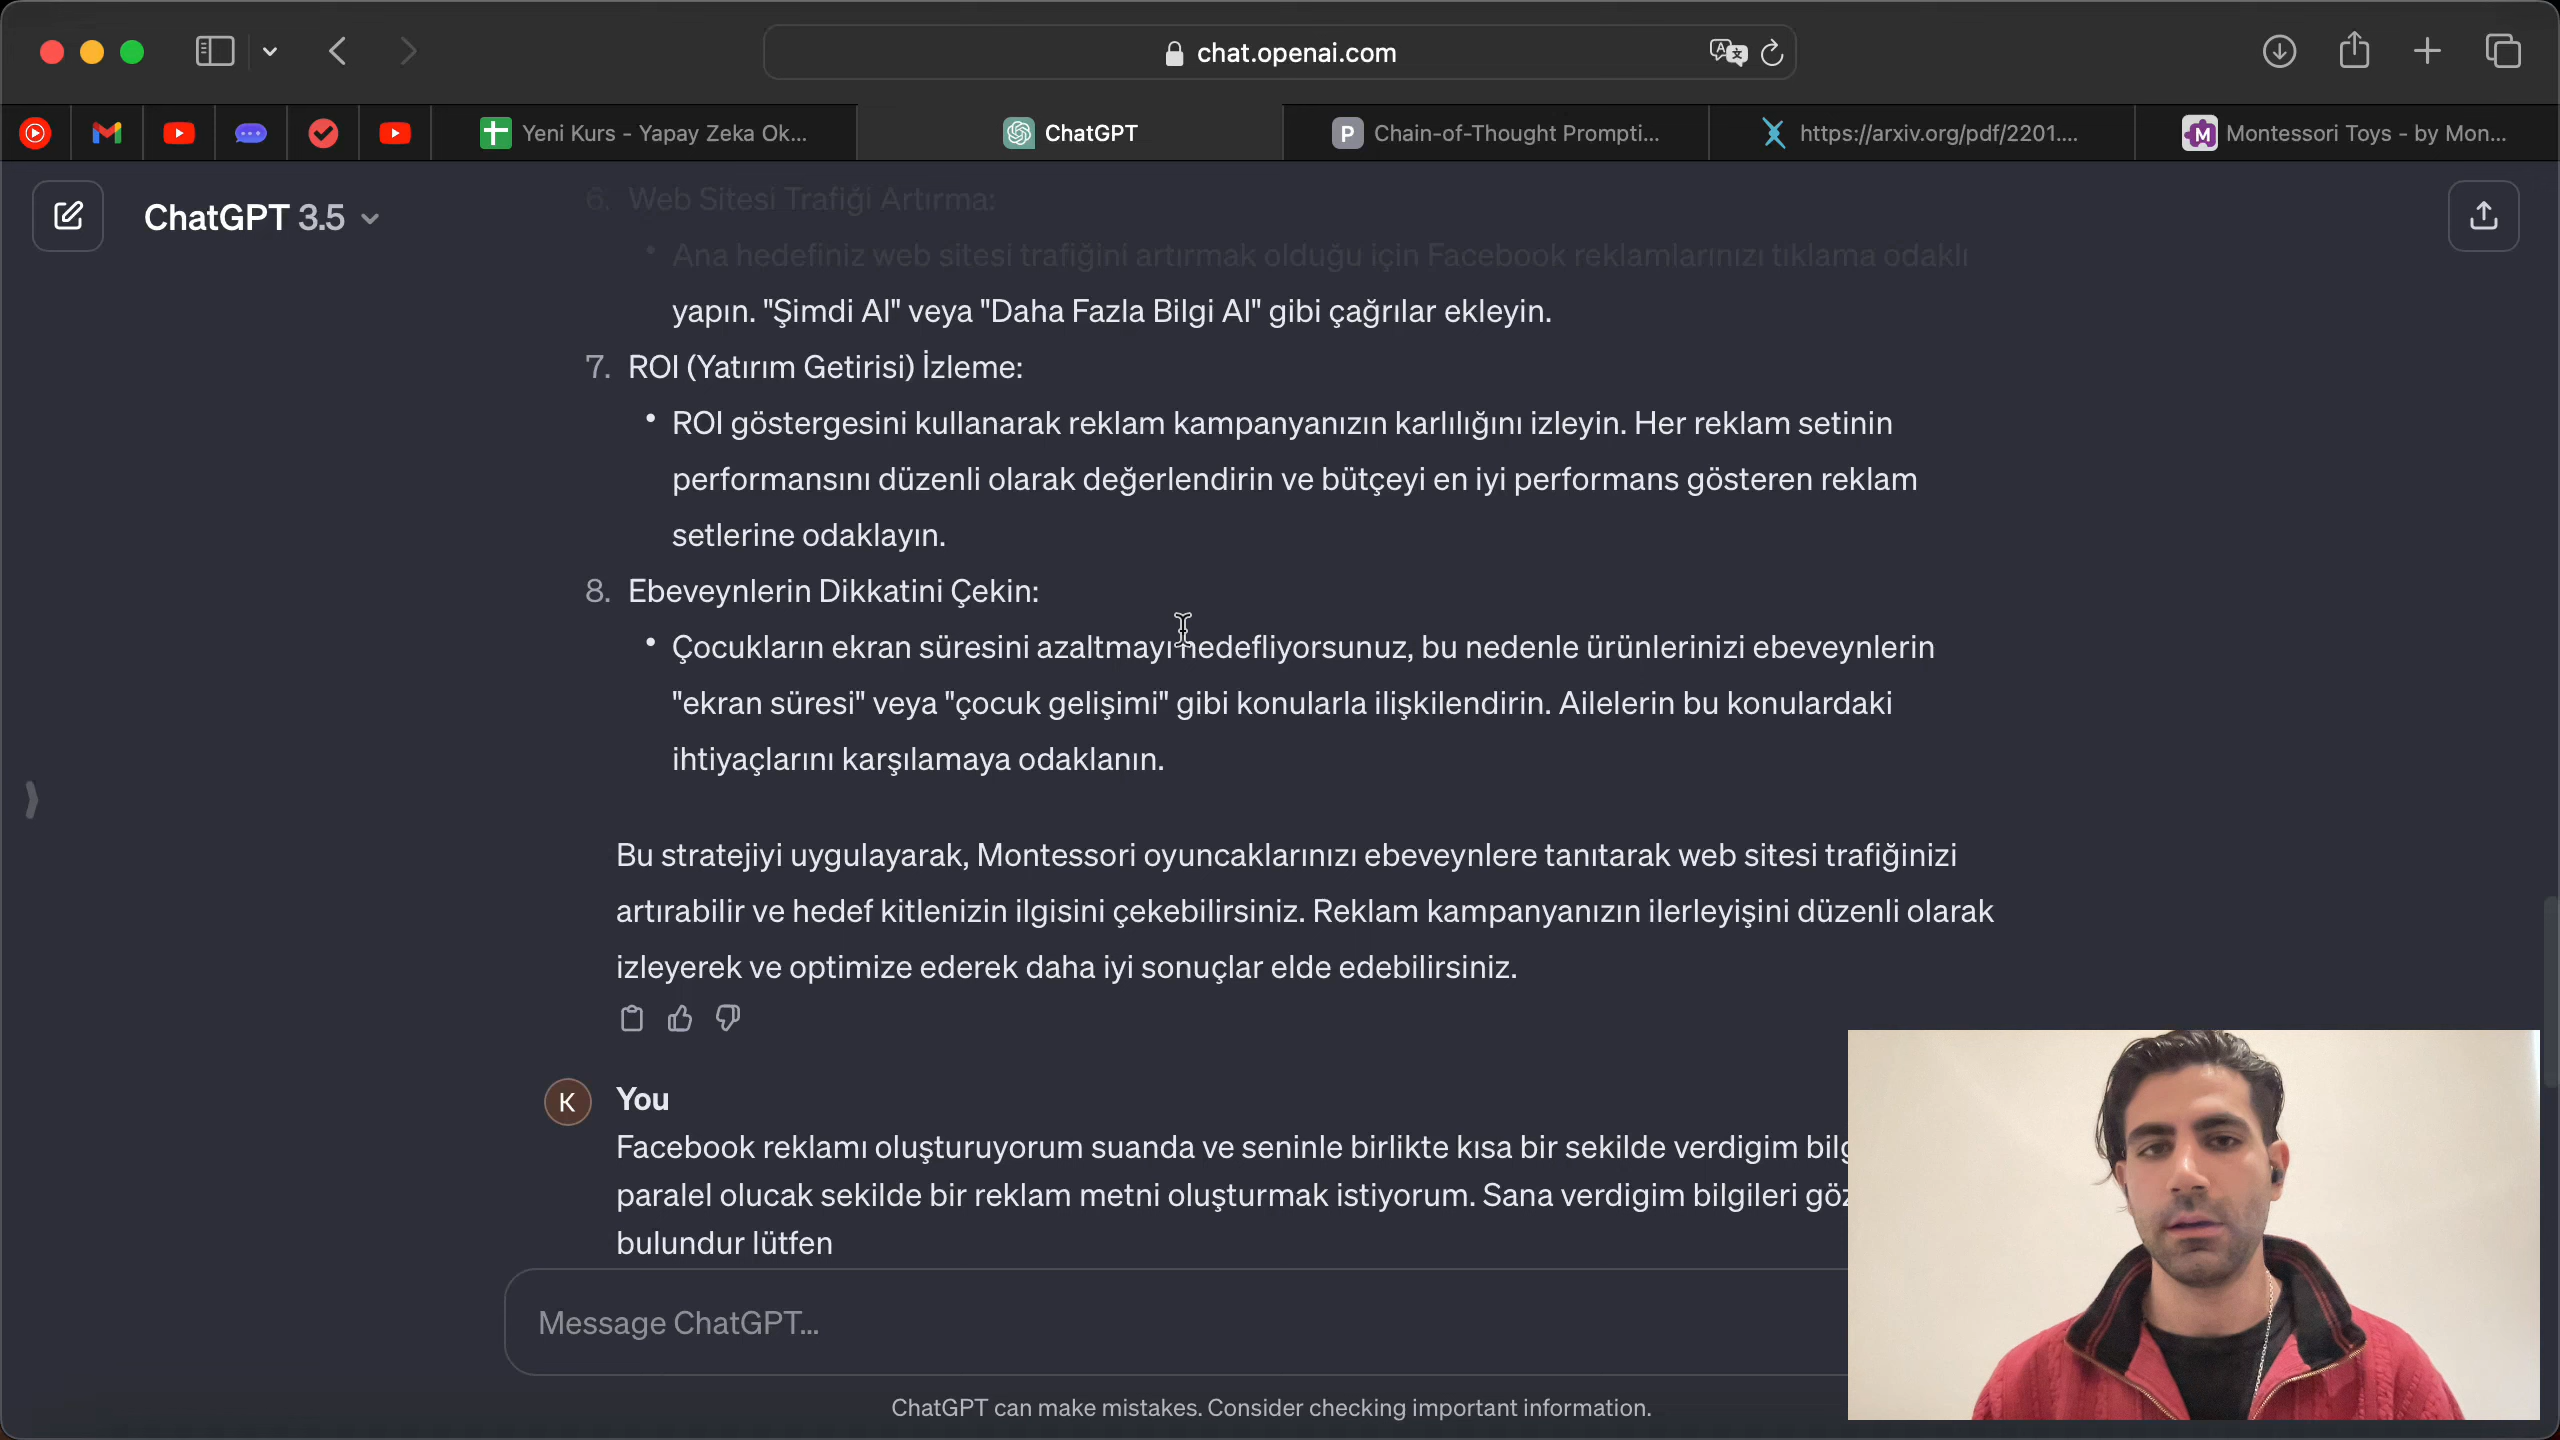 chat.openai.com
Yeni Kurs - Yapay Zeka Ok...
ChatGPT
P
Chain-of-Thought Prompti...
https://arxiv.org/pdf/2201....
M
Montessori Toys - by Mon...
ChatGPT 3.5
6. Web Sitesi Trafiği Artırma:
• Ana hedefiniz web sitesi trafiğini artırmak olduğu için Facebook reklamlarınızı tıklama odaklı
yapın. "Şimdi Al" veya "Daha Fazla Bilgi Al" gibi çağrılar ekleyin.
7. ROI (Yatırım Getirisi) İzleme:
• ROI göstergesini kullanarak reklam kampanyanızın karlılığını izleyin. Her reklam setinin
performansını düzenli olarak değerlendirin ve bütçeyi en iyi performans gösteren reklam
setlerine odaklayın.
8. Ebeveynlerin Dikkatini Çekin:
• Çocukların ekran süresini azaltmayı hedefliyorsunuz, bu nedenle ürünlerinizi ebeveynlerin
"ekran süresi" veya "çocuk gelişimi" gibi konularla ilişkilendirin. Ailelerin bu konulardaki
ihtiyaçlarını karşılamaya odaklanın.
Bu stratejiyi uygulayarak, Montessori oyuncaklarınızı ebeveynlere tanıtarak web sitesi trafiğinizi
artırabilir ve hedef kitlenizin ilgisini çekebilirsiniz. Reklam kampanyanızın ilerleyişini düzenli olarak
izleyerek ve optimize ederek daha iyi sonuçlar elde edebilirsiniz.
K
You
Facebook reklamı oluşturuyorum suanda ve seninle birlikte kısa bir sekilde verdigim bilg
paralel olucak sekilde bir reklam metni oluşturmak istiyorum. Sana verdigim bilgileri göz
bulundur lütfen
Message ChatGPT...
ChatGPT can make mistakes. Consider checking important information.